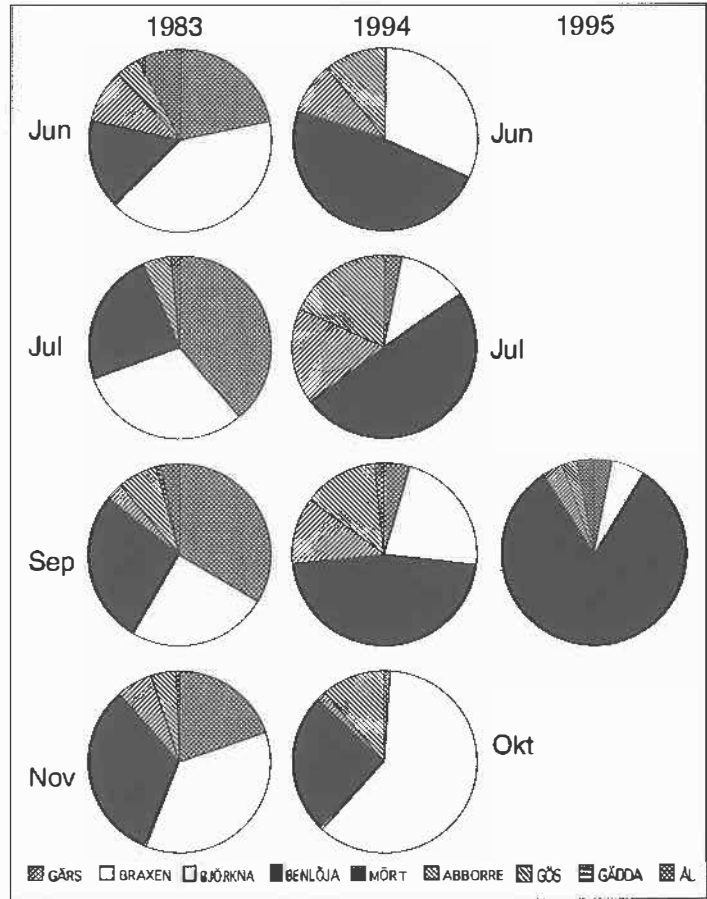 1983 1994 1995
Jun Jun
Jul Jul
Sep
Nov Okt
GÄRS BRAXEN BJÖRKNA BENLÖJA MÖRT ABBORRE GÖS GÄDDA ÅL